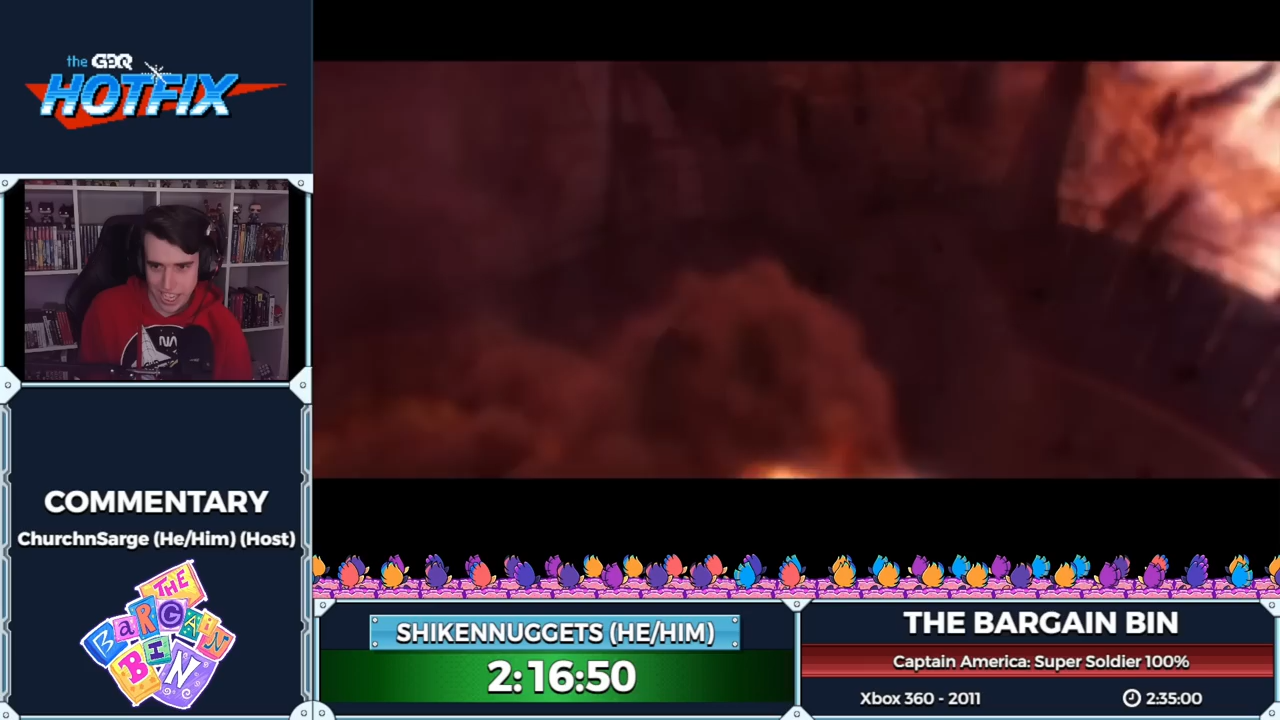 the GDQ
HOTFIX
NA
COMMENTARY
ChurchnSarge (He/Him) (Host)
THE
BARGAIN
BIN
SHIKENNUGGETS (HE/HIM)
2:16:50
THE BARGAIN BIN
Captain America: Super Soldier 100%
Xbox 360 - 2011
2:35:00